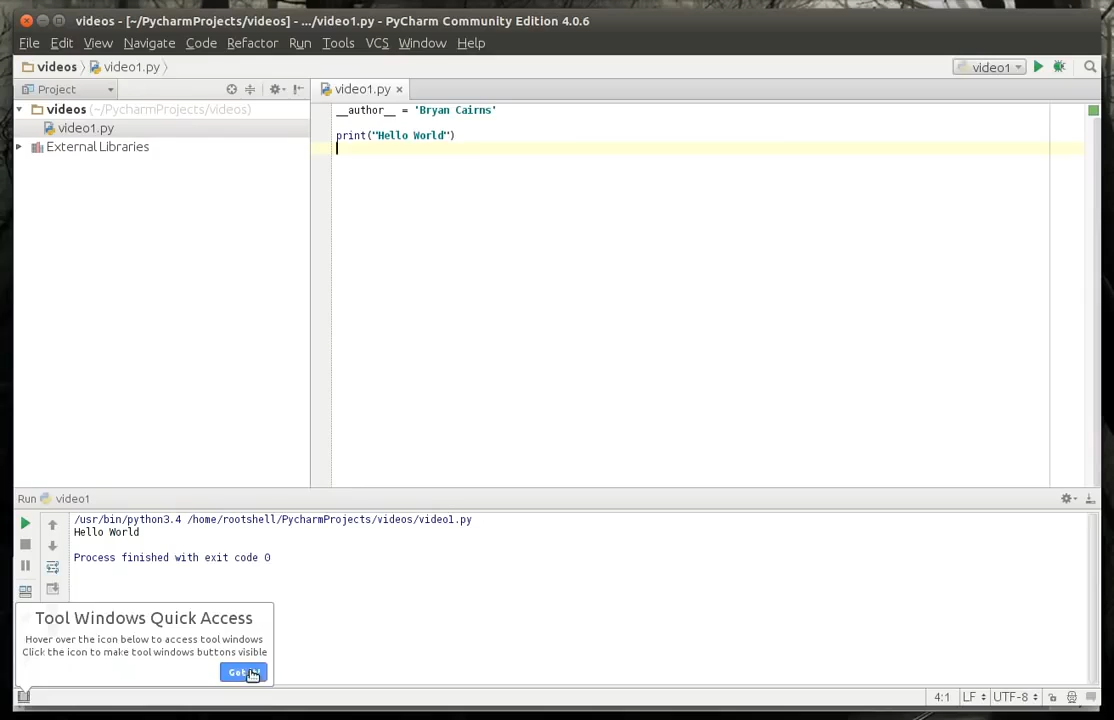 videos - [~/PycharmProjects/videos] - .../video1.py - PyCharm Community Edition 4.0.6
File Edit View Navigate Code Refactor Run Tools VCS Window Help
videos video1.py video1
Project video1.py
videos (~/PycharmProjects/videos)
video1.py
External Libraries
__author__ = 'Bryan Cairns'
print("Hello World")
Run video1
/usr/bin/python3.4 /home/rootshell/PycharmProjects/videos/video1.py
Hello World
Process finished with exit code 0
Tool Windows Quick Access
Hover over the icon below to access tool windows
Click the icon to make tool windows buttons visible
4:1 LF UTF-8